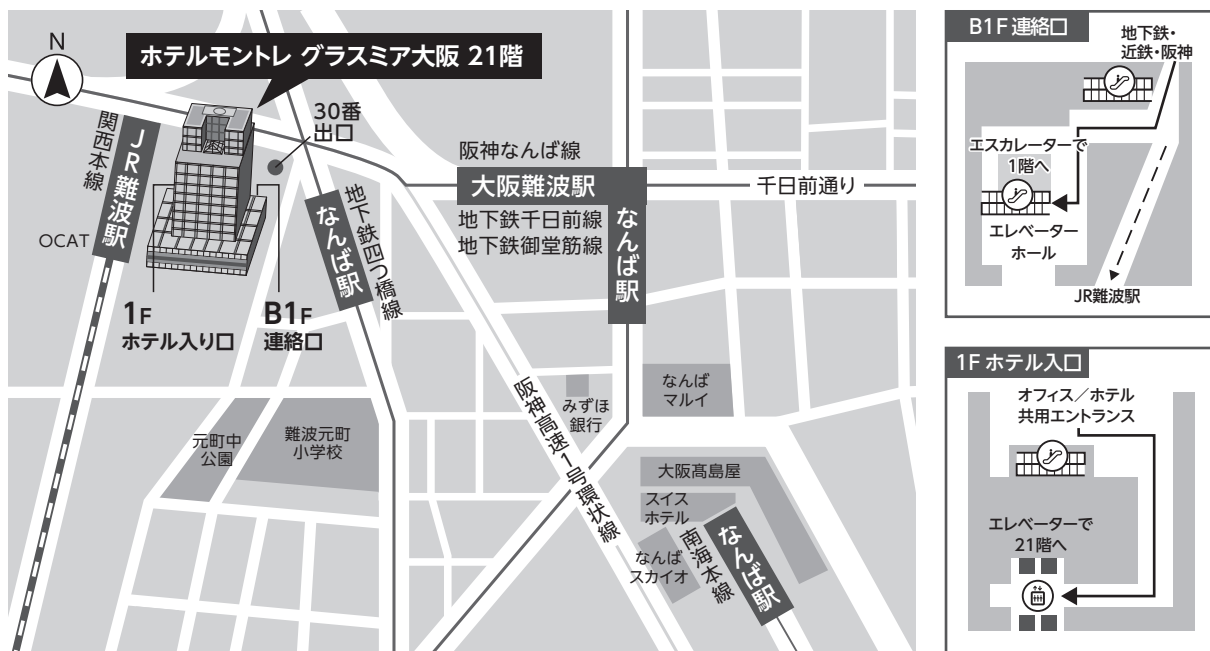 N
ホテルモントレ グラスミア大阪 21階
30番
出口
関西本線
JR難波駅
OCAT
1F
ホテル入り口
B1F
連絡口
地下鉄四つ橋線
なんば駅
阪神なんば線
大阪難波駅
千日前通り
地下鉄千日前線
地下鉄御堂筋線
なんば駅
阪神高速1号環状線
みずほ
銀行
なんば
マルイ
元町中
公園
難波元町
小学校
大阪髙島屋
スイス
ホテル
なんば
スカイオ
南海本線
なんば駅
B1F 連絡口
地下鉄・
近鉄・阪神
エスカレーターで
1階へ
エレベーター
ホール
JR難波駅
1F ホテル入口
オフィス／ホテル
共用エントランス
エレベーターで
21階へ